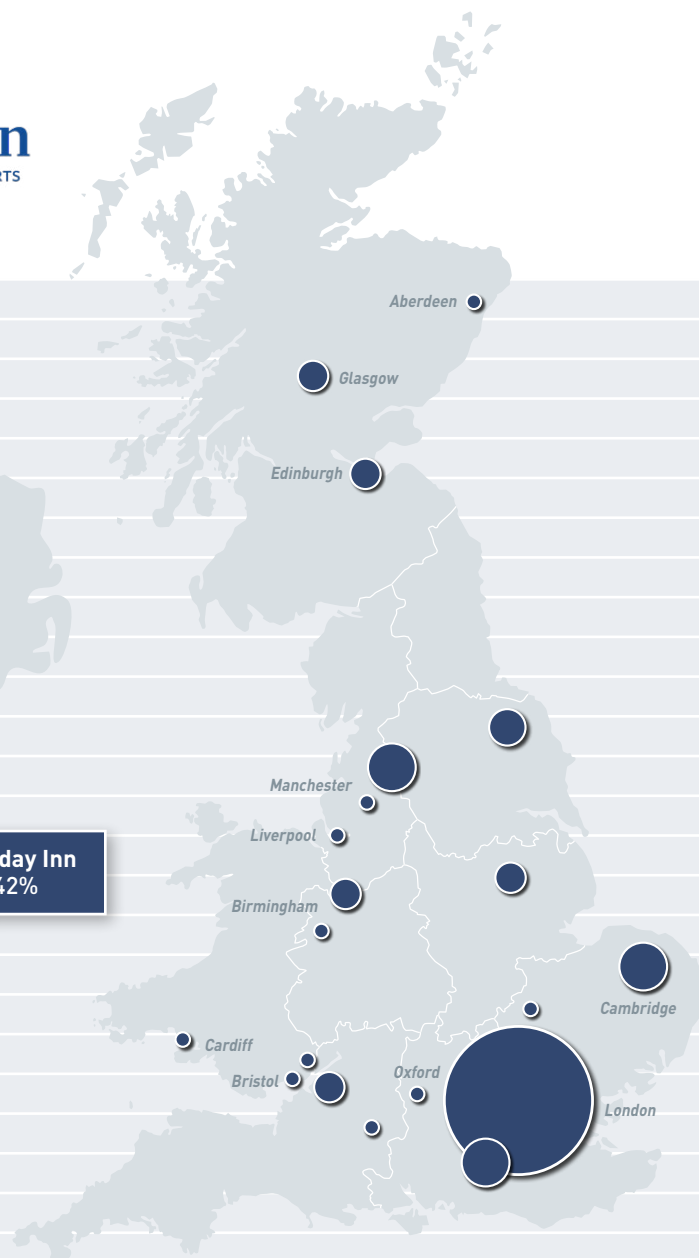 n
RTS
Aberdeen
Glasgow
Edinburgh
Manchester
Liverpool
day Inn
42%
Birmingham
Cambridge
Cardiff
Oxford
Bristol
London